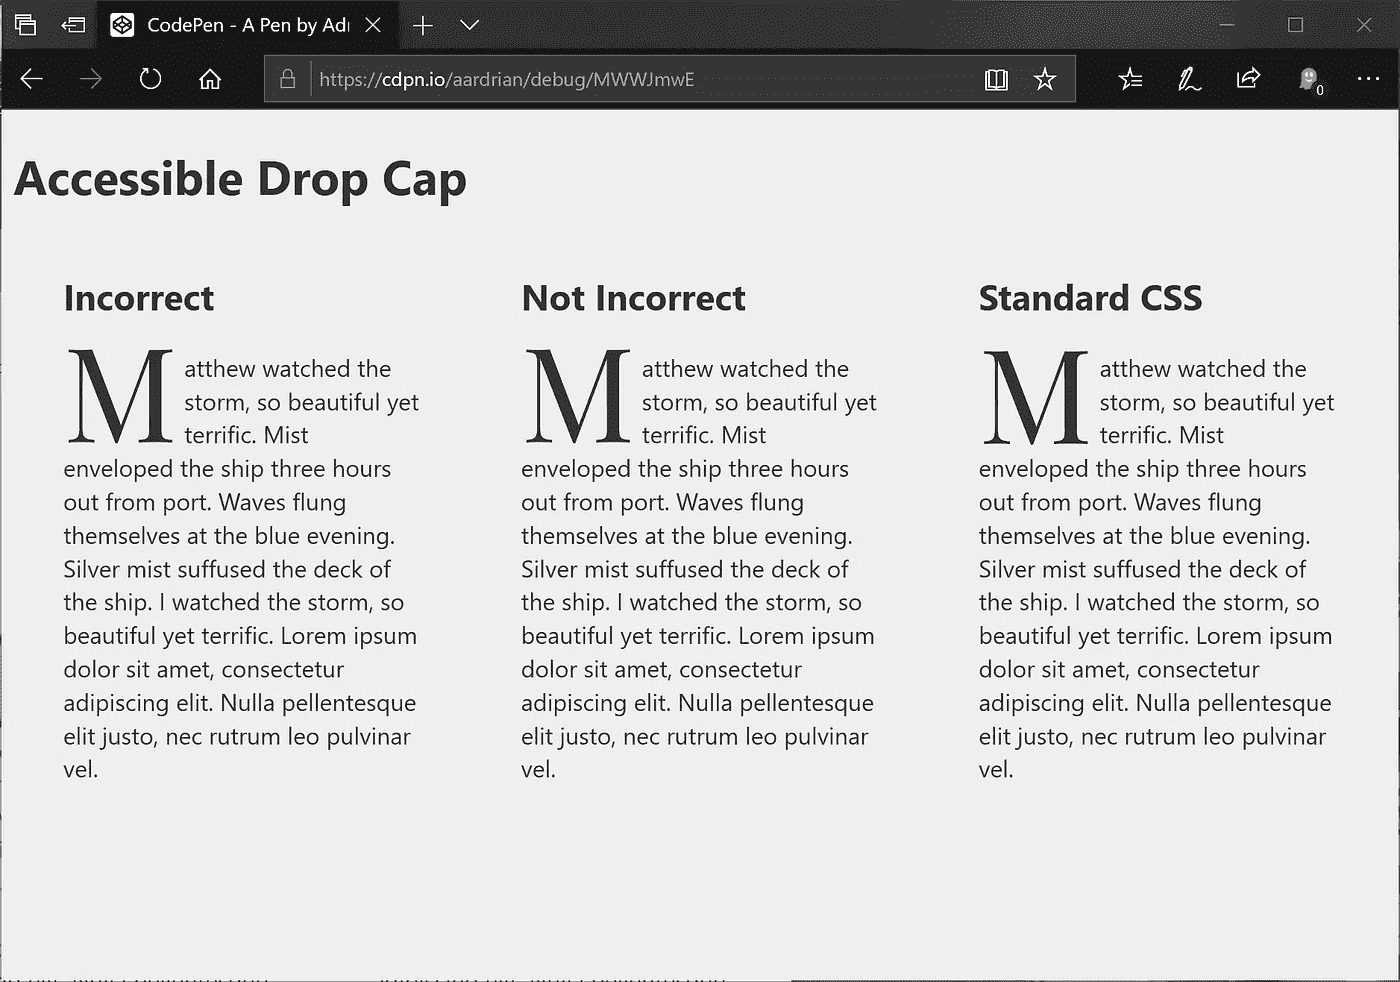 CodePen - A Pen by Adr
https://cdpn.io/aardrian/debug/MWWJmwE
0
Accessible Drop Cap
Incorrect
Matthew watched the
storm, so beautiful yet
terrific. Mist
enveloped the ship three hours
out from port. Waves flung
themselves at the blue evening.
Silver mist suffused the deck of
the ship. I watched the storm, so
beautiful yet terrific. Lorem ipsum
dolor sit amet, consectetur
adipiscing elit. Nulla pellentesque
elit justo, nec rutrum leo pulvinar
vel.
Not Incorrect
Matthew watched the
storm, so beautiful yet
terrific. Mist
enveloped the ship three hours
out from port. Waves flung
themselves at the blue evening.
Silver mist suffused the deck of
the ship. I watched the storm, so
beautiful yet terrific. Lorem ipsum
dolor sit amet, consectetur
adipiscing elit. Nulla pellentesque
elit justo, nec rutrum leo pulvinar
vel.
Standard CSS
Matthew watched the
storm, so beautiful yet
terrific. Mist
enveloped the ship three hours
out from port. Waves flung
themselves at the blue evening.
Silver mist suffused the deck of
the ship. I watched the storm, so
beautiful yet terrific. Lorem ipsum
dolor sit amet, consectetur
adipiscing elit. Nulla pellentesque
elit justo, nec rutrum leo pulvinar
vel.